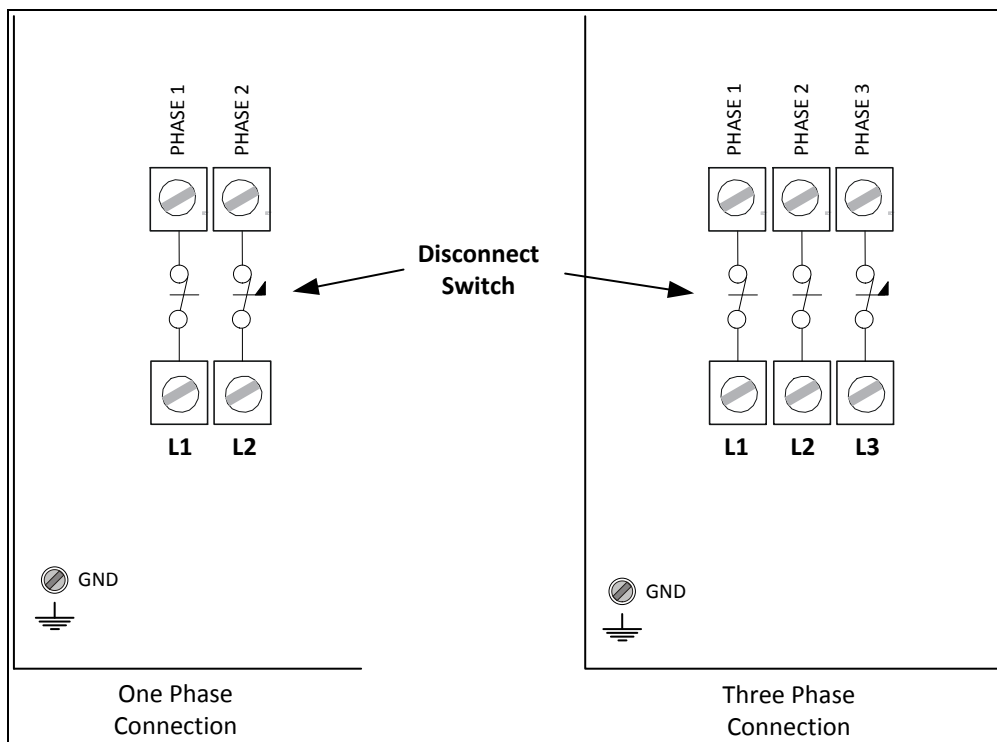 PHASE 1
PHASE 2
L1
L2
GND
One Phase
Connection
Disconnect
Switch
PHASE 1
PHASE 2
PHASE 3
L1
L2
L3
GND
Three Phase
Connection